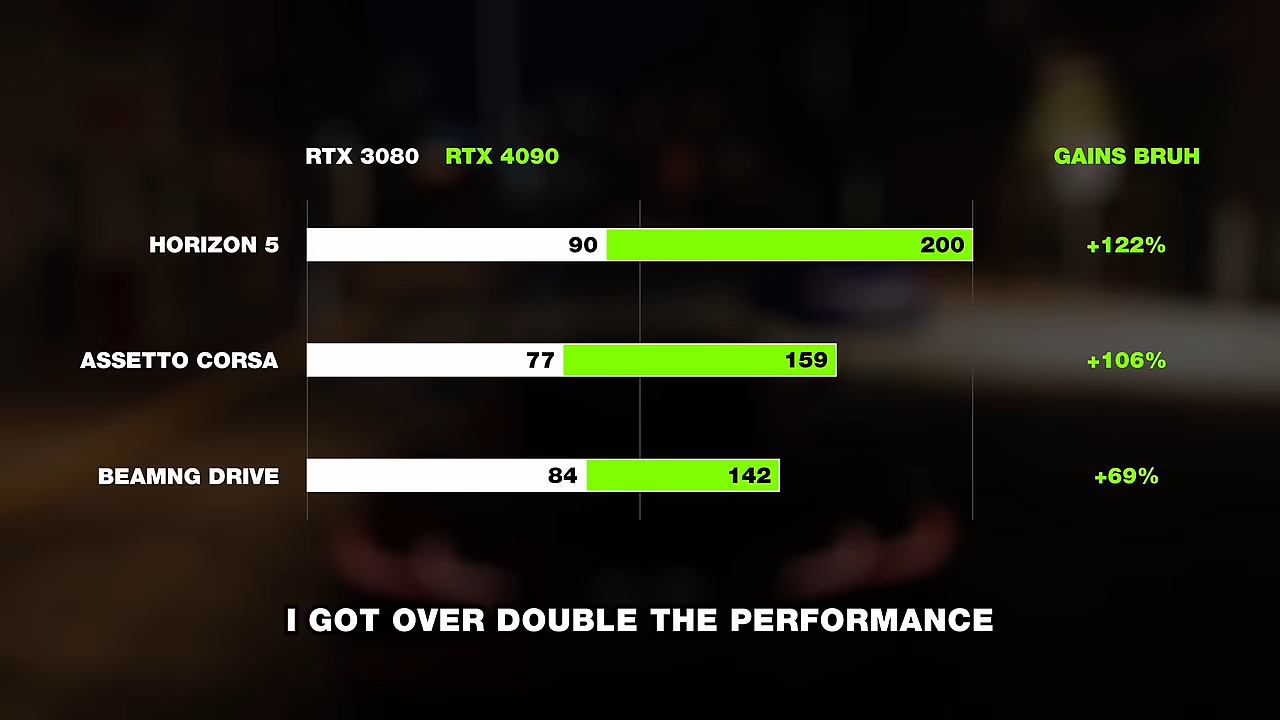 RTX 3080 RTX 4090 GAINS BRUH
HORIZON 5 90 200 +122%
ASSETTO CORSA 77 159 +106%
BEAMNG DRIVE 84 142 +69%
I GOT OVER DOUBLE THE PERFORMANCE